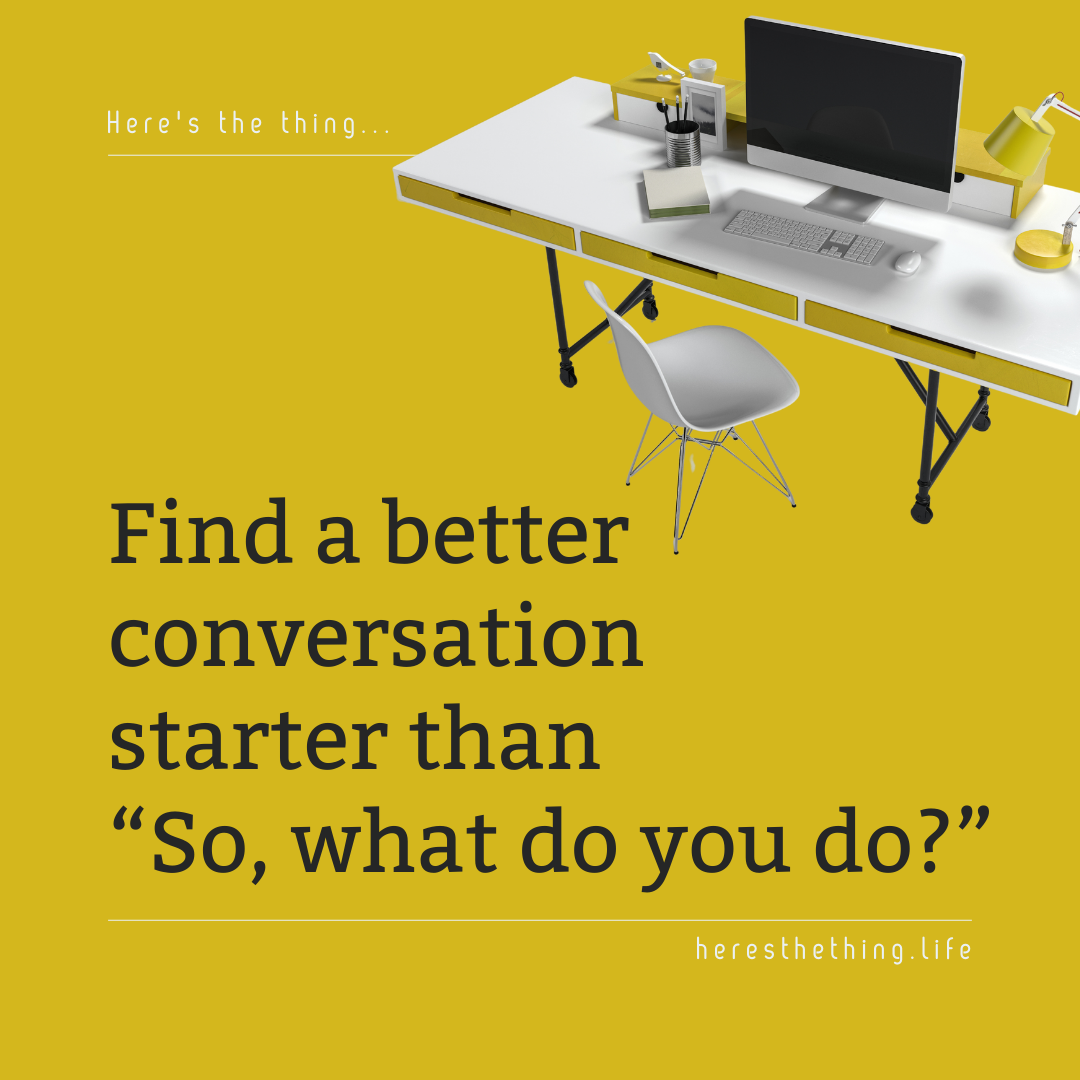 Here's the thing...
Find a better
conversation
starter than
“So, what do you do?”
heresthething.life